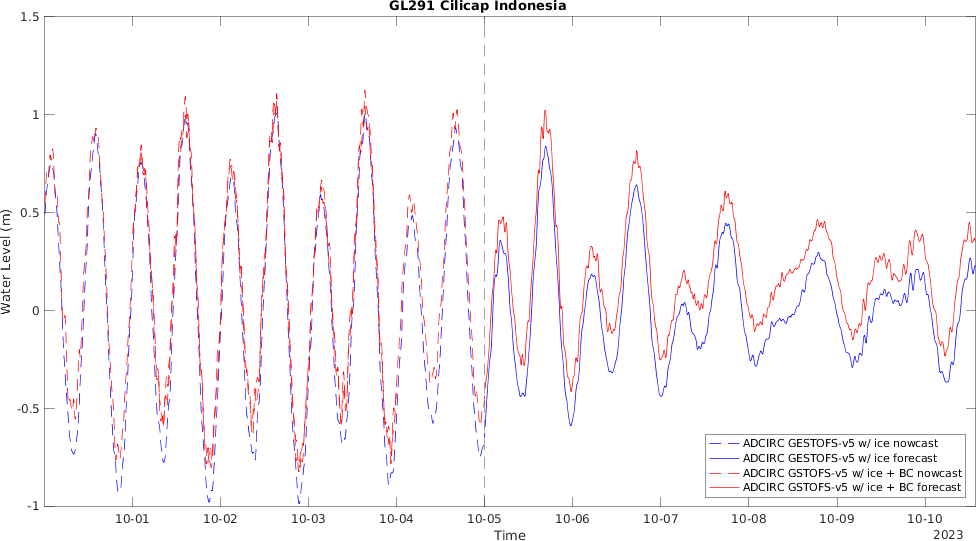 GL291 Cilicap Indonesia
1.5
1
0.5
0
-0.5
-1
Water Level (m)
10-01 10-02 10-03 10-04 10-05 10-06 10-07 10-08 10-09 10-10
Time
2023
ADCIRC GESTOFS-v5 w/ ice nowcast
ADCIRC GESTOFS-v5 w/ ice forecast
ADCIRC GSTOFS-v5 w/ ice + BC nowcast
ADCIRC GSTOFS-v5 w/ ice + BC forecast